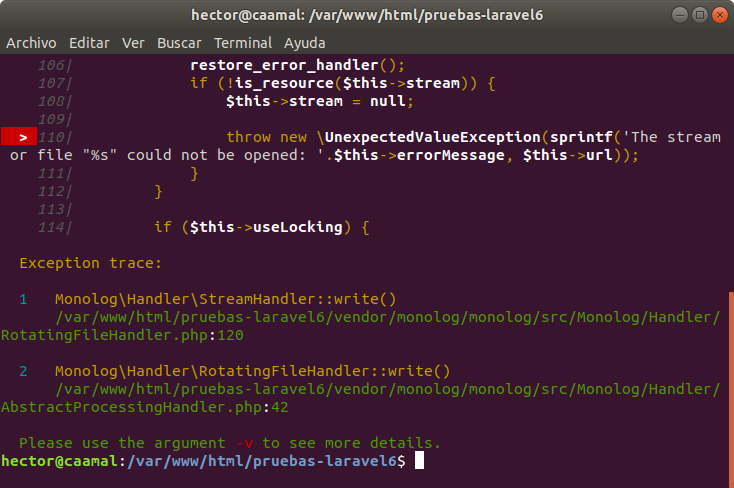 hector@caamal: /var/www/html/pruebas-laravel6
Archivo Editar Ver Buscar Terminal Ayuda
106| restore_error_handler();
107| if (!is_resource($this->stream)) {
108| $this->stream = null;
109|
> 110| throw new \UnexpectedValueException(sprintf('The stream
or file "%s" could not be opened: '.$this->errorMessage, $this->url));
111| }
112| }
113|
114| if ($this->useLocking) {
Exception trace:
1 Monolog\Handler\StreamHandler::write()
/var/www/html/pruebas-laravel6/vendor/monolog/monolog/src/Monolog/Handler/
RotatingFileHandler.php:120
2 Monolog\Handler\RotatingFileHandler::write()
/var/www/html/pruebas-laravel6/vendor/monolog/monolog/src/Monolog/Handler/
AbstractProcessingHandler.php:42
Please use the argument -v to see more details.
hector@caamal:/var/www/html/pruebas-laravel6$